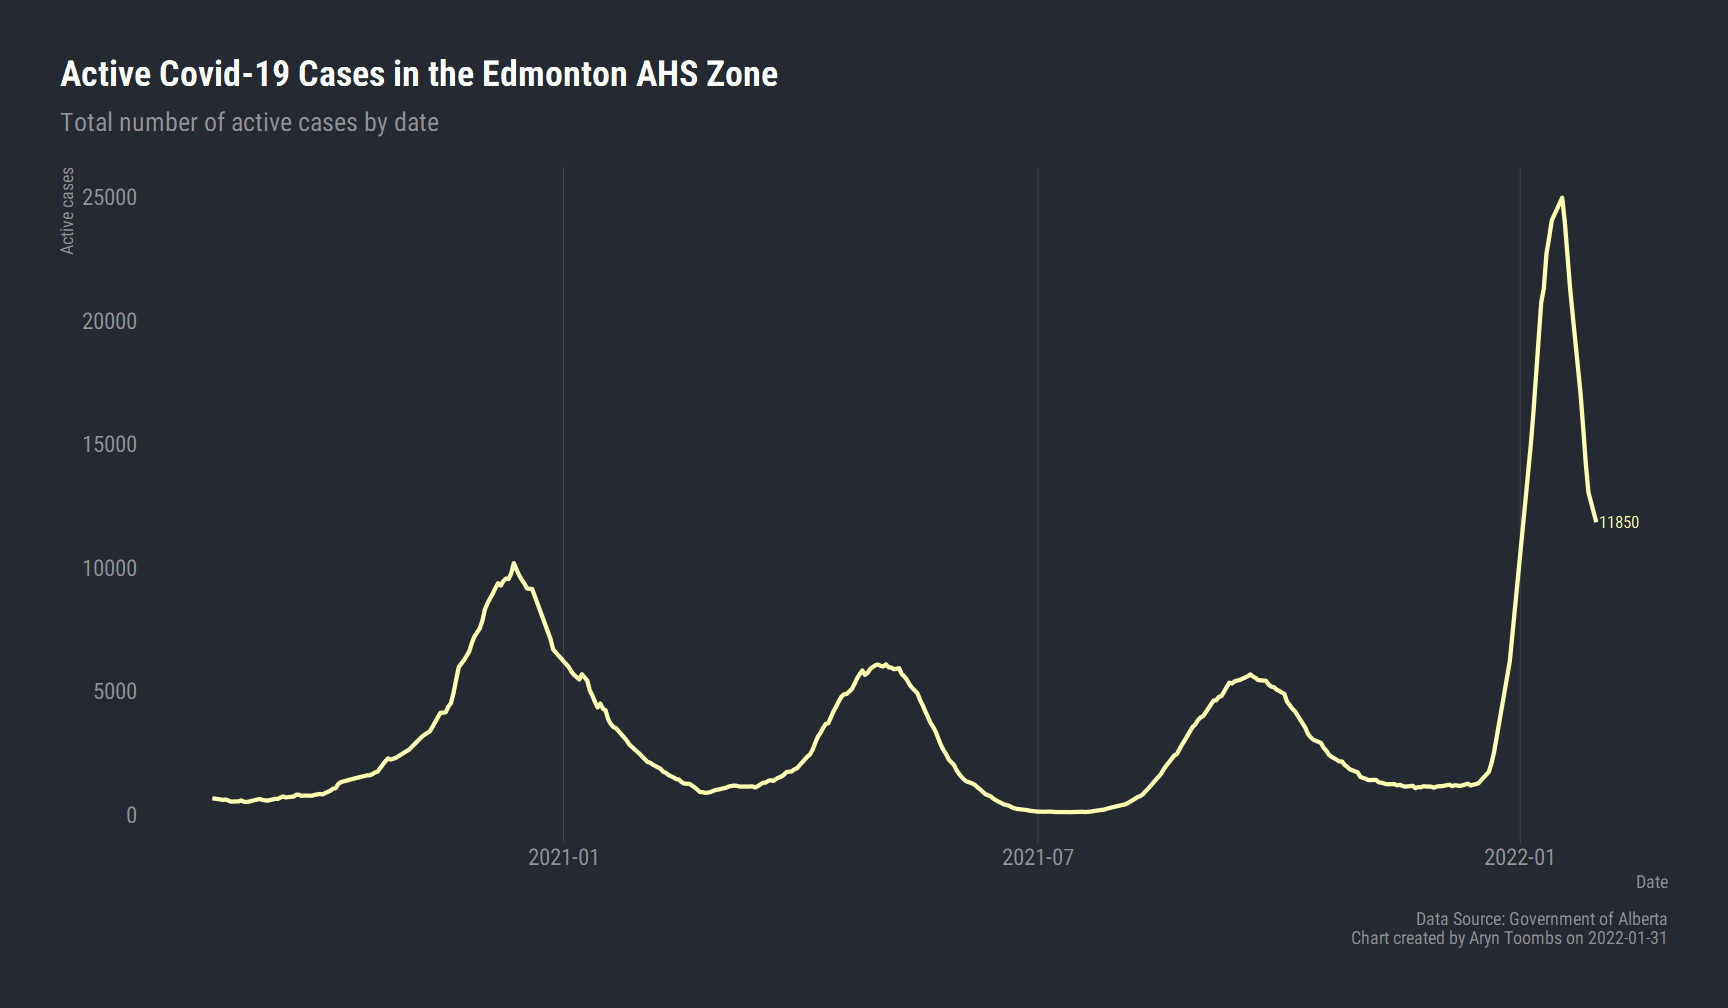 Active Covid-19 Cases in the Edmonton AHS Zone
Total number of active cases by date
Active cases
25000
20000
15000
10000
5000
0
11850
2021-01
2021-07
2022-01
Date
Data Source: Government of Alberta
Chart created by Aryn Toombs on 2022-01-31